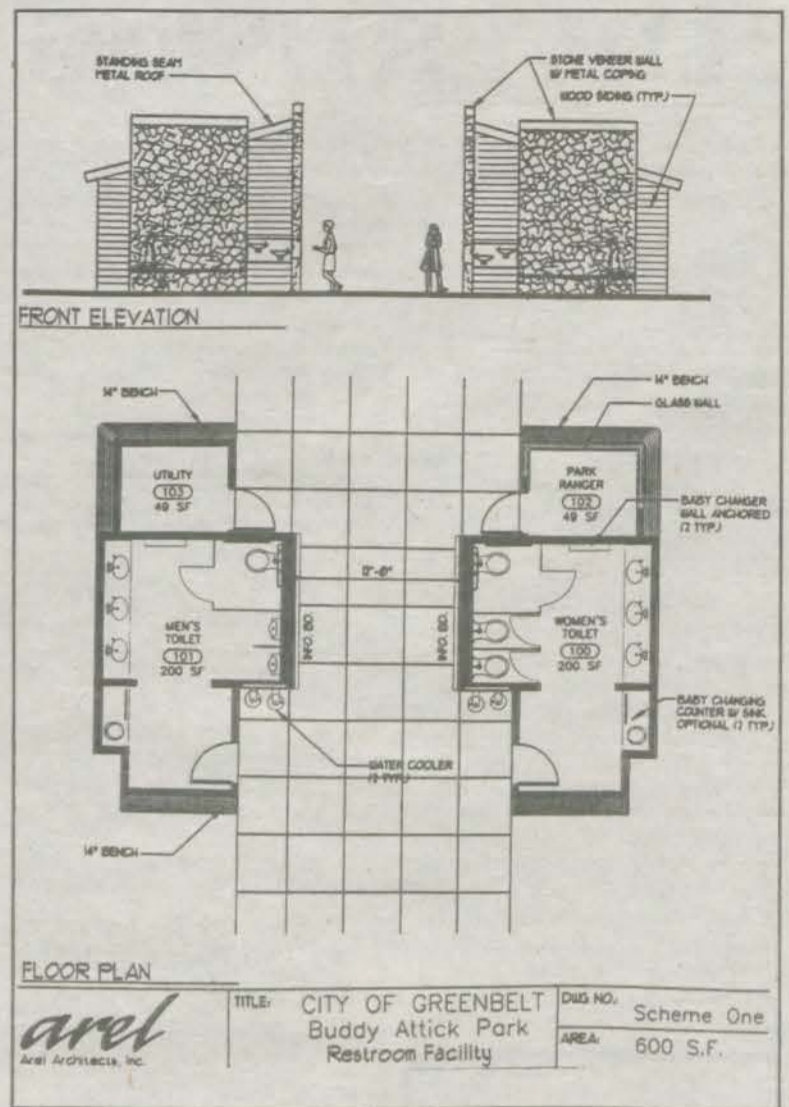 STANDING SEAM
METAL ROOF
STONE VENEER WALL
W/ METAL COPING
WOOD SIDING (TYP.)
FRONT ELEVATION
14" BENCH
14" BENCH
GLASS WALL
UTILITY
103
49 SF
PARK
RANGER
102
49 SF
BABY CHANGER
WALL ANCHORED
(2 TYP.)
12'-0"
INFO. BD.
INFO. BD.
MEN'S
TOILET
101
200 SF
WOMEN'S
TOILET
100
200 SF
BABY CHANGING
COUNTER W/ SINK
OPTIONAL (2 TYP.)
WATER COOLER
(2 TYP.)
14" BENCH
FLOOR PLAN
arel
Arel Architects, Inc.
TITLE: CITY OF GREENBELT
Buddy Attick Park
Restroom Facility
DWG NO.: Scheme One
AREA: 600 S.F.